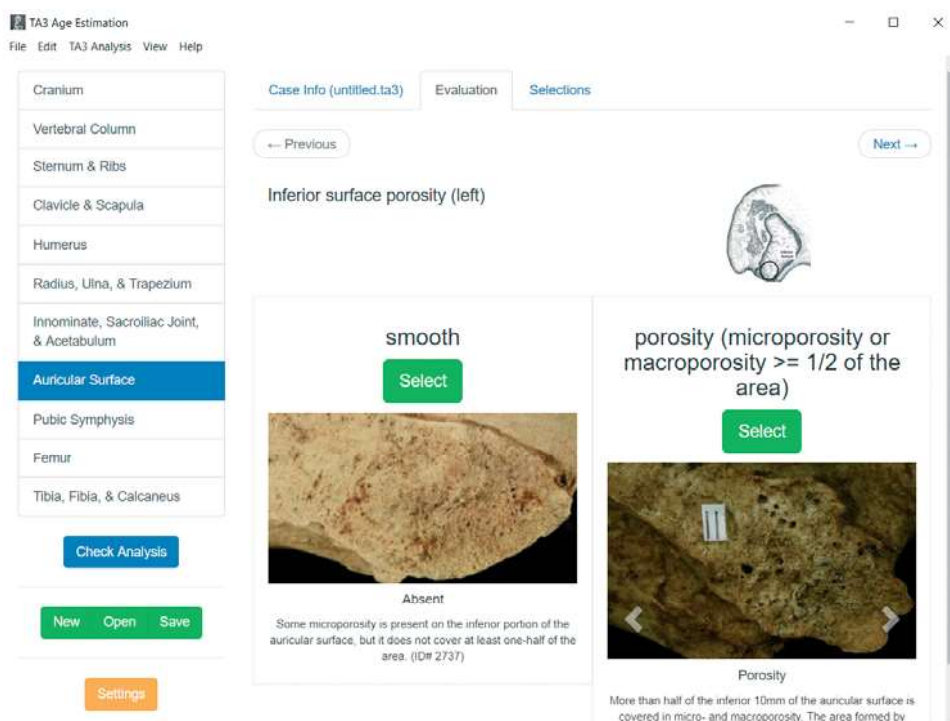 TA3 Age Estimation
File Edit TA3 Analysis View Help
Cranium
Vertebral Column
Sternum & Ribs
Clavicle & Scapula
Humerus
Radius, Ulna, & Trapezium
Innominate, Sacroiliac Joint,
& Acetabulum
Auricular Surface
Pubic Symphysis
Femur
Tibia, Fibia, & Calcaneus
Check Analysis
New Open Save
Settings
Case Info (untitled.ta3) Evaluation Selections
← Previous
Next →
Inferior surface porosity (left)
smooth
Select
Absent
Some microporosity is present on the inferior portion of the
auricular surface, but it does not cover at least one-half of the
area. (ID# 2737)
porosity (microporosity or
macroporosity >= 1/2 of the
area)
Select
Porosity
More than half of the inferior 10mm of the auricular surface is
covered in micro- and macroporosity. The area formed by